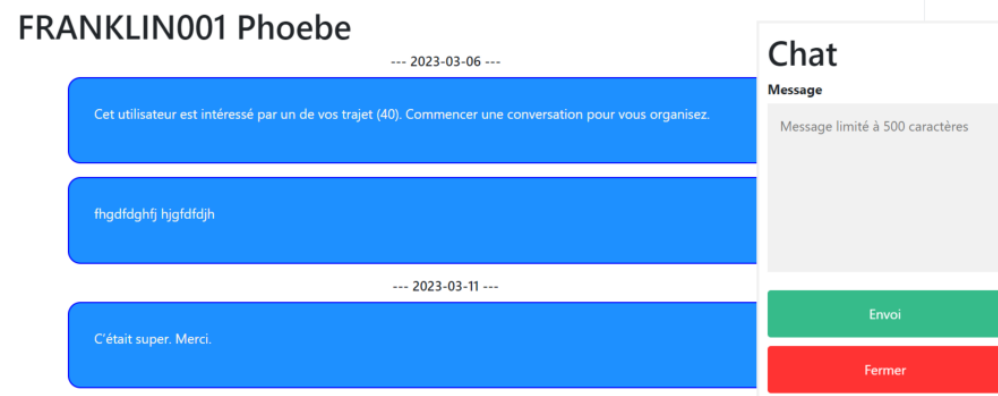 FRANKLIN001 Phoebe
--- 2023-03-06 ---
Cet utilisateur est intéressé par un de vos trajet (40). Commencer une conversation pour vous organisez.
fhgdfdghfj hjgfdfdjh
--- 2023-03-11 ---
C'était super. Merci.
Chat
Message
Message limité à 500 caractères
Envoi
Fermer